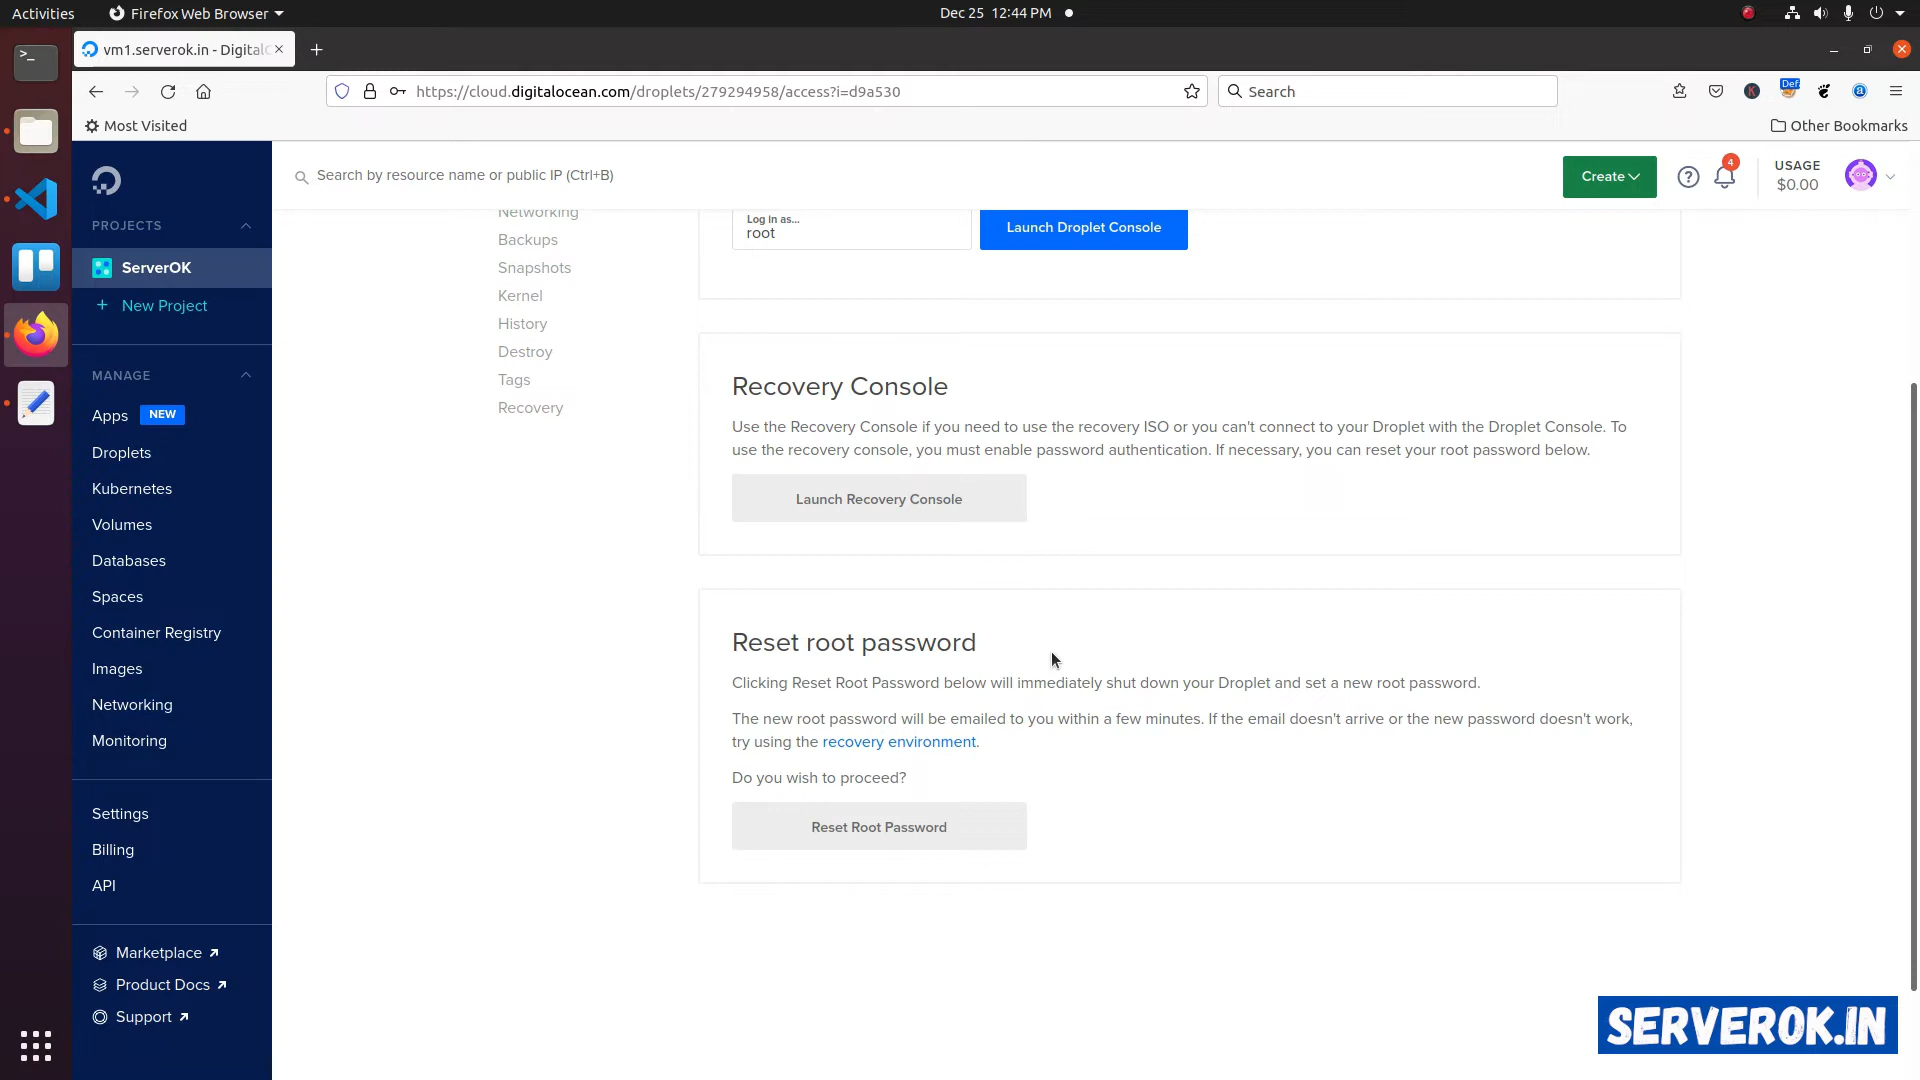 Activities
Firefox Web Browser
Dec 25 12:44 PM
vm1.serverok.in - Digital
https://cloud.digitalocean.com/droplets/279294958/access?i=d9a530
Search
Def
Most Visited
Other Bookmarks
Search by resource name or public IP (Ctrl+B)
Create
4
USAGE
$0.00
PROJECTS
ServerOK
+ New Project
MANAGE
Apps NEW
Droplets
Kubernetes
Volumes
Databases
Spaces
Container Registry
Images
Networking
Monitoring
Settings
Billing
API
Marketplace
Product Docs
Support
Networking
Backups
Snapshots
Kernel
History
Destroy
Tags
Recovery
Log in as...
root
Launch Droplet Console
Recovery Console
Use the Recovery Console if you need to use the recovery ISO or you can't connect to your Droplet with the Droplet Console. To
use the recovery console, you must enable password authentication. If necessary, you can reset your root password below.
Launch Recovery Console
Reset root password
Clicking Reset Root Password below will immediately shut down your Droplet and set a new root password.
The new root password will be emailed to you within a few minutes. If the email doesn't arrive or the new password doesn't work,
try using the recovery environment.
Do you wish to proceed?
Reset Root Password
SERVEROK.IN